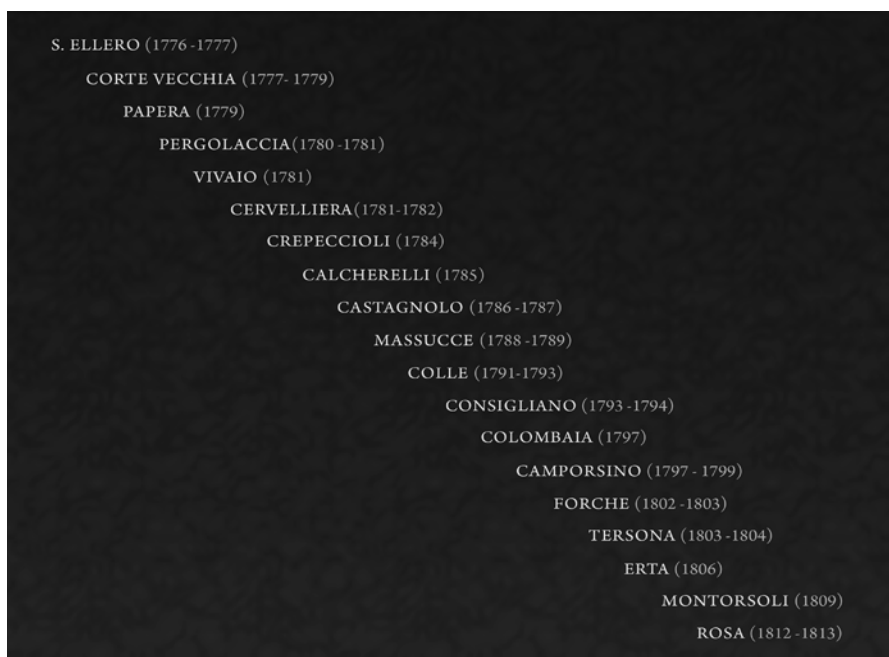 S. ELLERO (1776 -1777)
CORTE VECCHIA (1777- 1779)
PAPERA (1779)
PERGOLACCIA(1780 -1781)
VIVAIO (1781)
CERVELLIERA(1781-1782)
CREPECCIOLI (1784)
CALCHERELLI (1785)
CASTAGNOLO (1786 -1787)
MASSUCCE (1788 -1789)
COLLE (1791-1793)
CONSIGLIANO (1793 -1794)
COLOMBAIA (1797)
CAMPORSINO (1797 - 1799)
FORCHE (1802 -1803)
TERSONA (1803 -1804)
ERTA (1806)
MONTORSOLI (1809)
ROSA (1812 -1813)